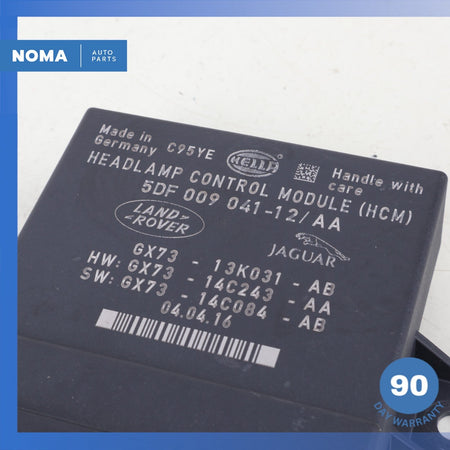 NOMA AUTO PARTS
Made in Germany C95YE HELLA Handle with care
HEADLAMP CONTROL MODULE (HCM)
5DF 009 041-12/AA
LAND ROVER JAGUAR
GX73 - 13K031 - AB
HW: GX73 - 14C243 - AA
SW: GX73 - 14C084 - AB
04.04.16
90
DAY WARRANTY